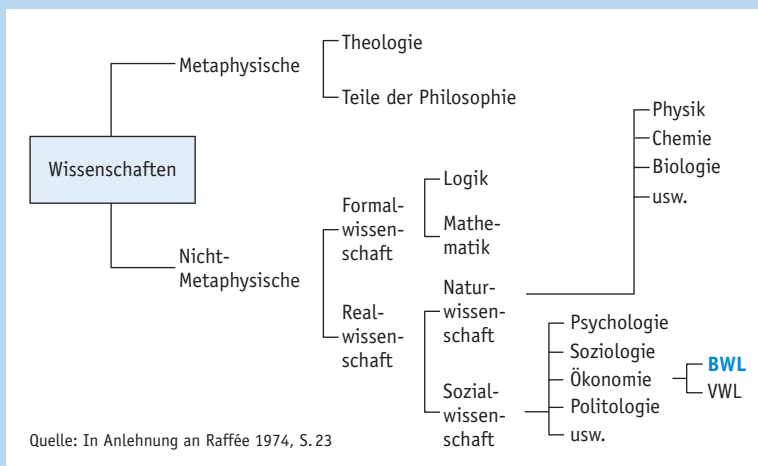 Wissenschaften
Metaphysische
Theologie
Teile der Philosophie
Nicht-
Metaphysische
Formal-
wissen-
schaft
Logik
Mathe-
matik
Real-
wissen-
schaft
Natur-
wissen-
schaft
Physik
Chemie
Biologie
usw.
Sozial-
wissen-
schaft
Psychologie
Soziologie
Ökonomie
BWL
VWL
Politologie
usw.
Quelle: In Anlehnung an Raffée 1974, S. 23